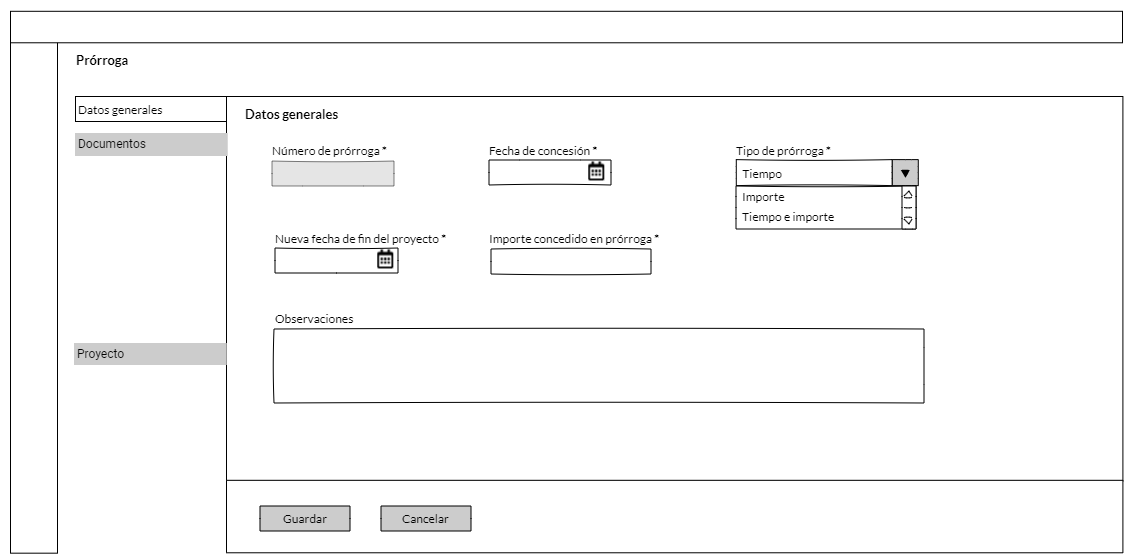 Prórroga
Datos generales
Documentos
Proyecto
Datos generales
Número de prórroga *
Fecha de concesión *
Tipo de prórroga *
Tiempo
Importe
Tiempo e importe
Nueva fecha de fin del proyecto *
Importe concedido en prórroga *
Observaciones
Guardar
Cancelar